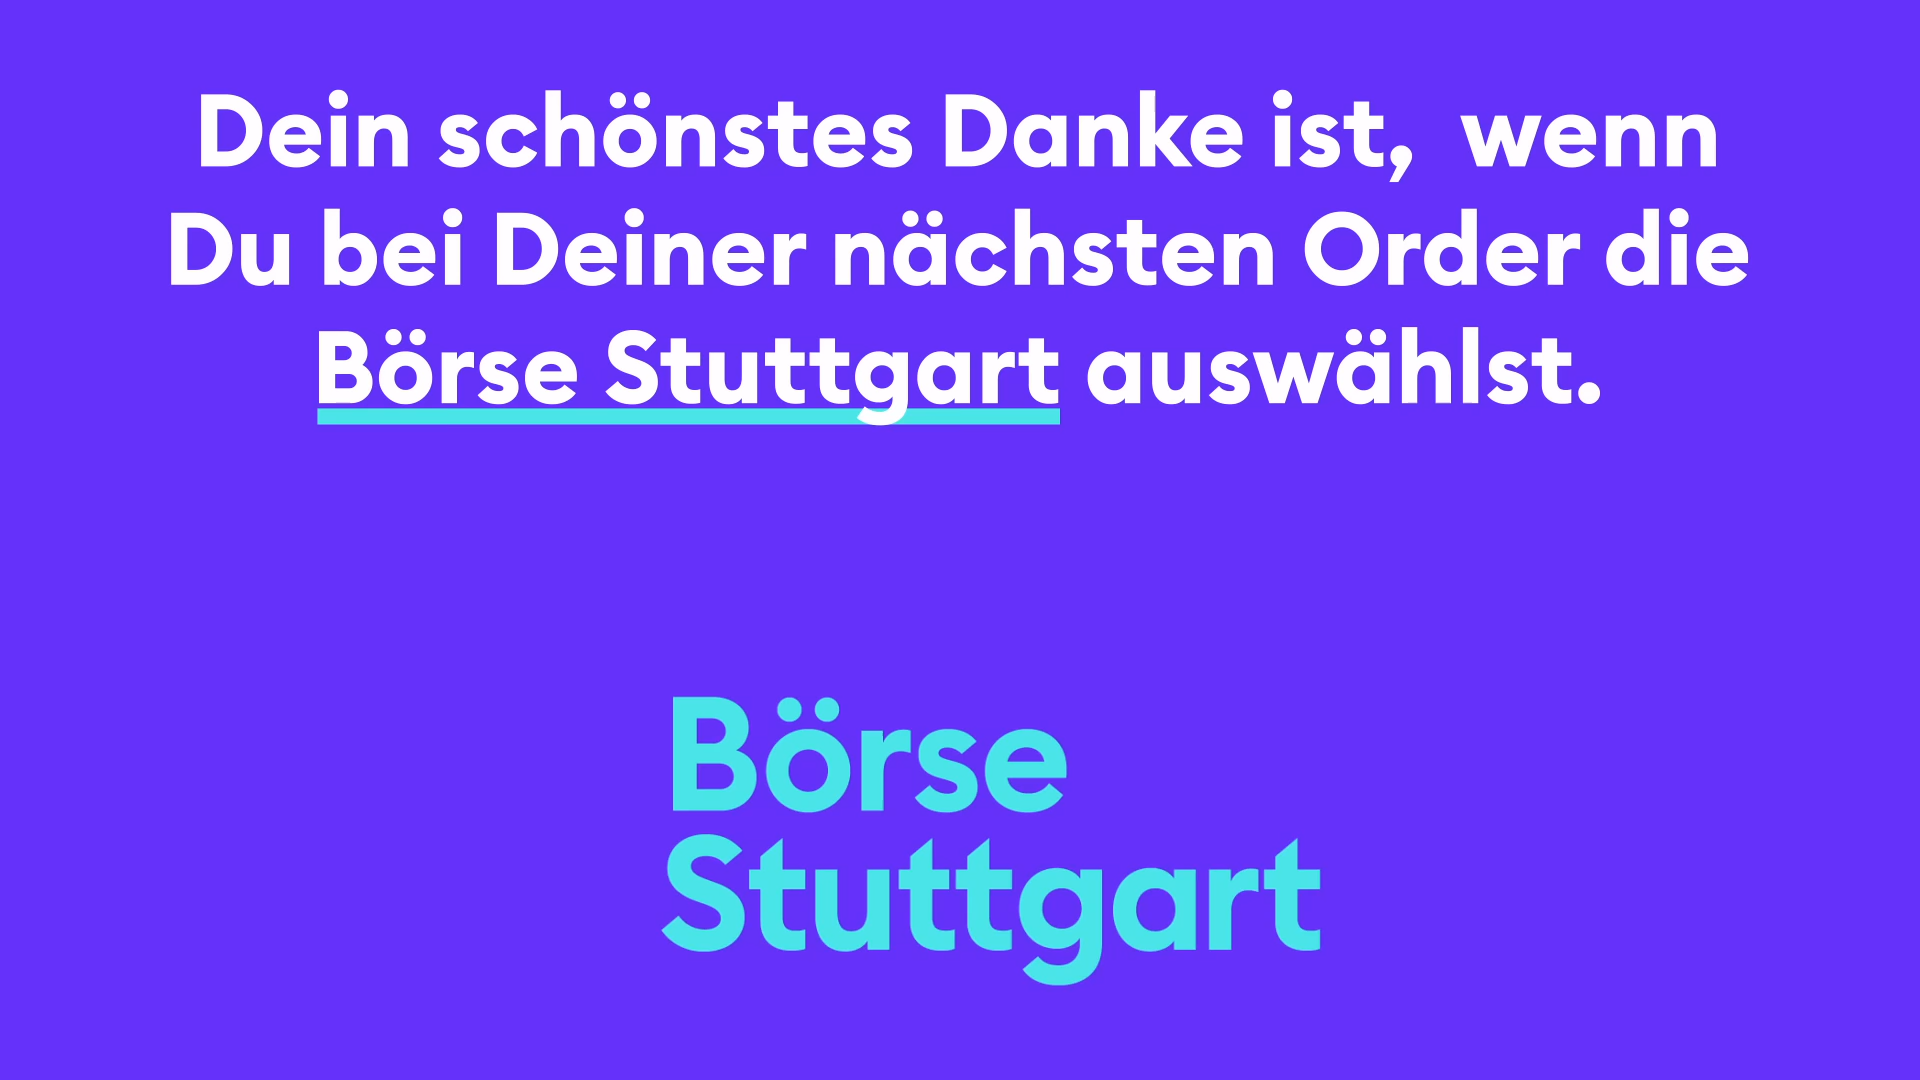 Dein schönstes Danke ist, wenn
Du bei Deiner nächsten Order die
Börse Stuttgart auswählst.
Börse
Stuttgart